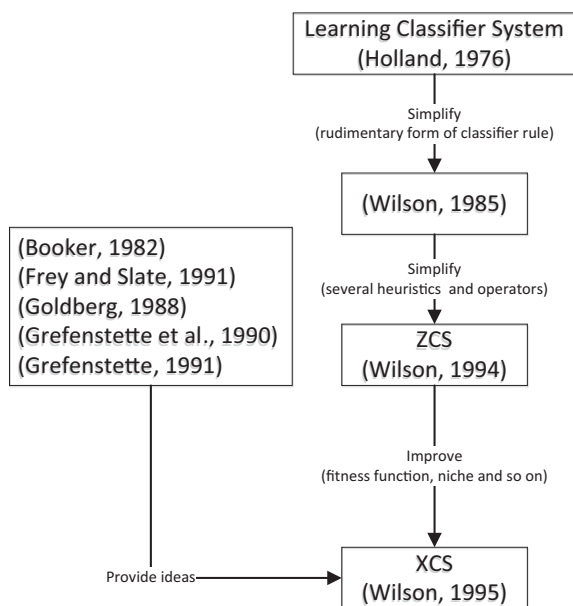 Learning Classifier System
(Holland, 1976)
Simplify
(rudimentary form of classifier rule)
(Wilson, 1985)
(Booker, 1982)
(Frey and Slate, 1991)
(Goldberg, 1988)
(Grefenstette et al., 1990)
(Grefenstette, 1991)
Simplify
(several heuristics and operators)
ZCS
(Wilson, 1994)
Improve
(fitness function, niche and so on)
Provide ideas
XCS
(Wilson, 1995)